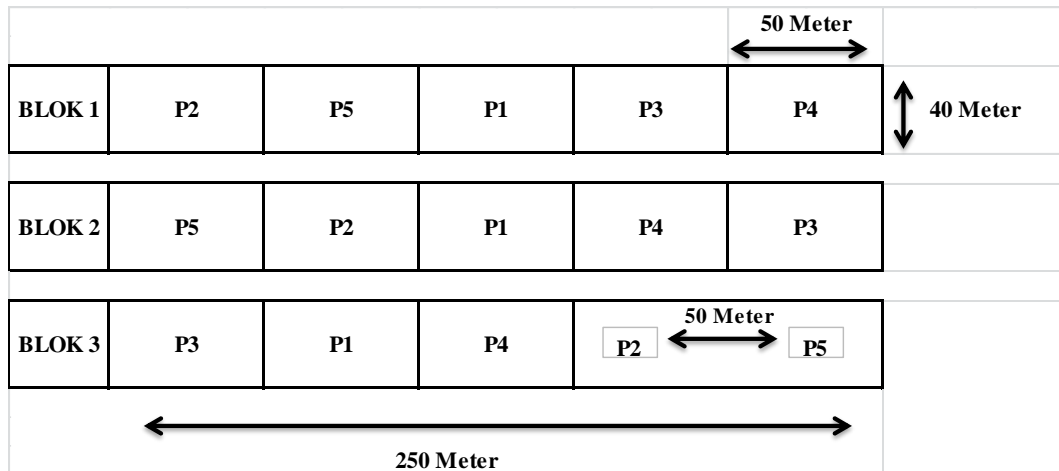 50 Meter
BLOK 1 P2 P5 P1 P3 P4 40 Meter
BLOK 2 P5 P2 P1 P4 P3
50 Meter
BLOK 3 P3 P1 P4 P2 P5
250 Meter